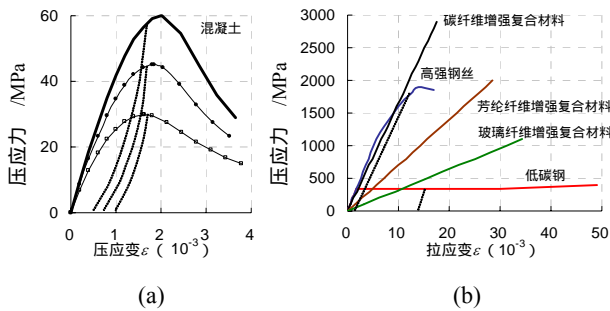 60
40
20
0
压应力 /MPa
混凝土
0
1
2
3
4
压应变ε（10⁻³）
(a)
3000
2500
2000
1500
1000
500
0
压应力 /MPa
碳纤维增强复合材料
高强钢丝
芳纶纤维增强复合材料
玻璃纤维增强复合材料
低碳钢
0
10
20
30
40
50
拉应变ε（10⁻³）
(b)